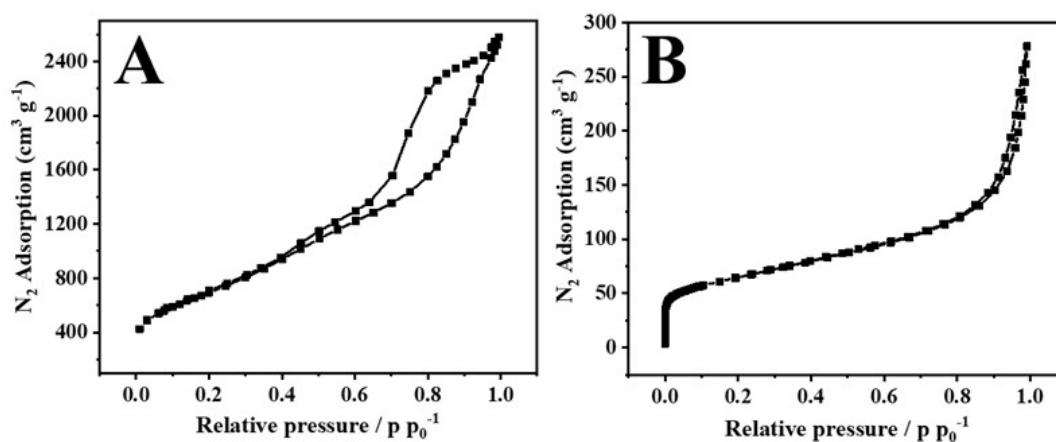 A
N₂ Adsorption (cm³ g⁻¹)
2400
2000
1600
1200
800
400
0.0 0.2 0.4 0.6 0.8 1.0
Relative pressure / p p₀⁻¹
B
N₂ Adsorption (cm³ g⁻¹)
300
250
200
150
100
50
0
0.0 0.2 0.4 0.6 0.8 1.0
Relative pressure / p p₀⁻¹